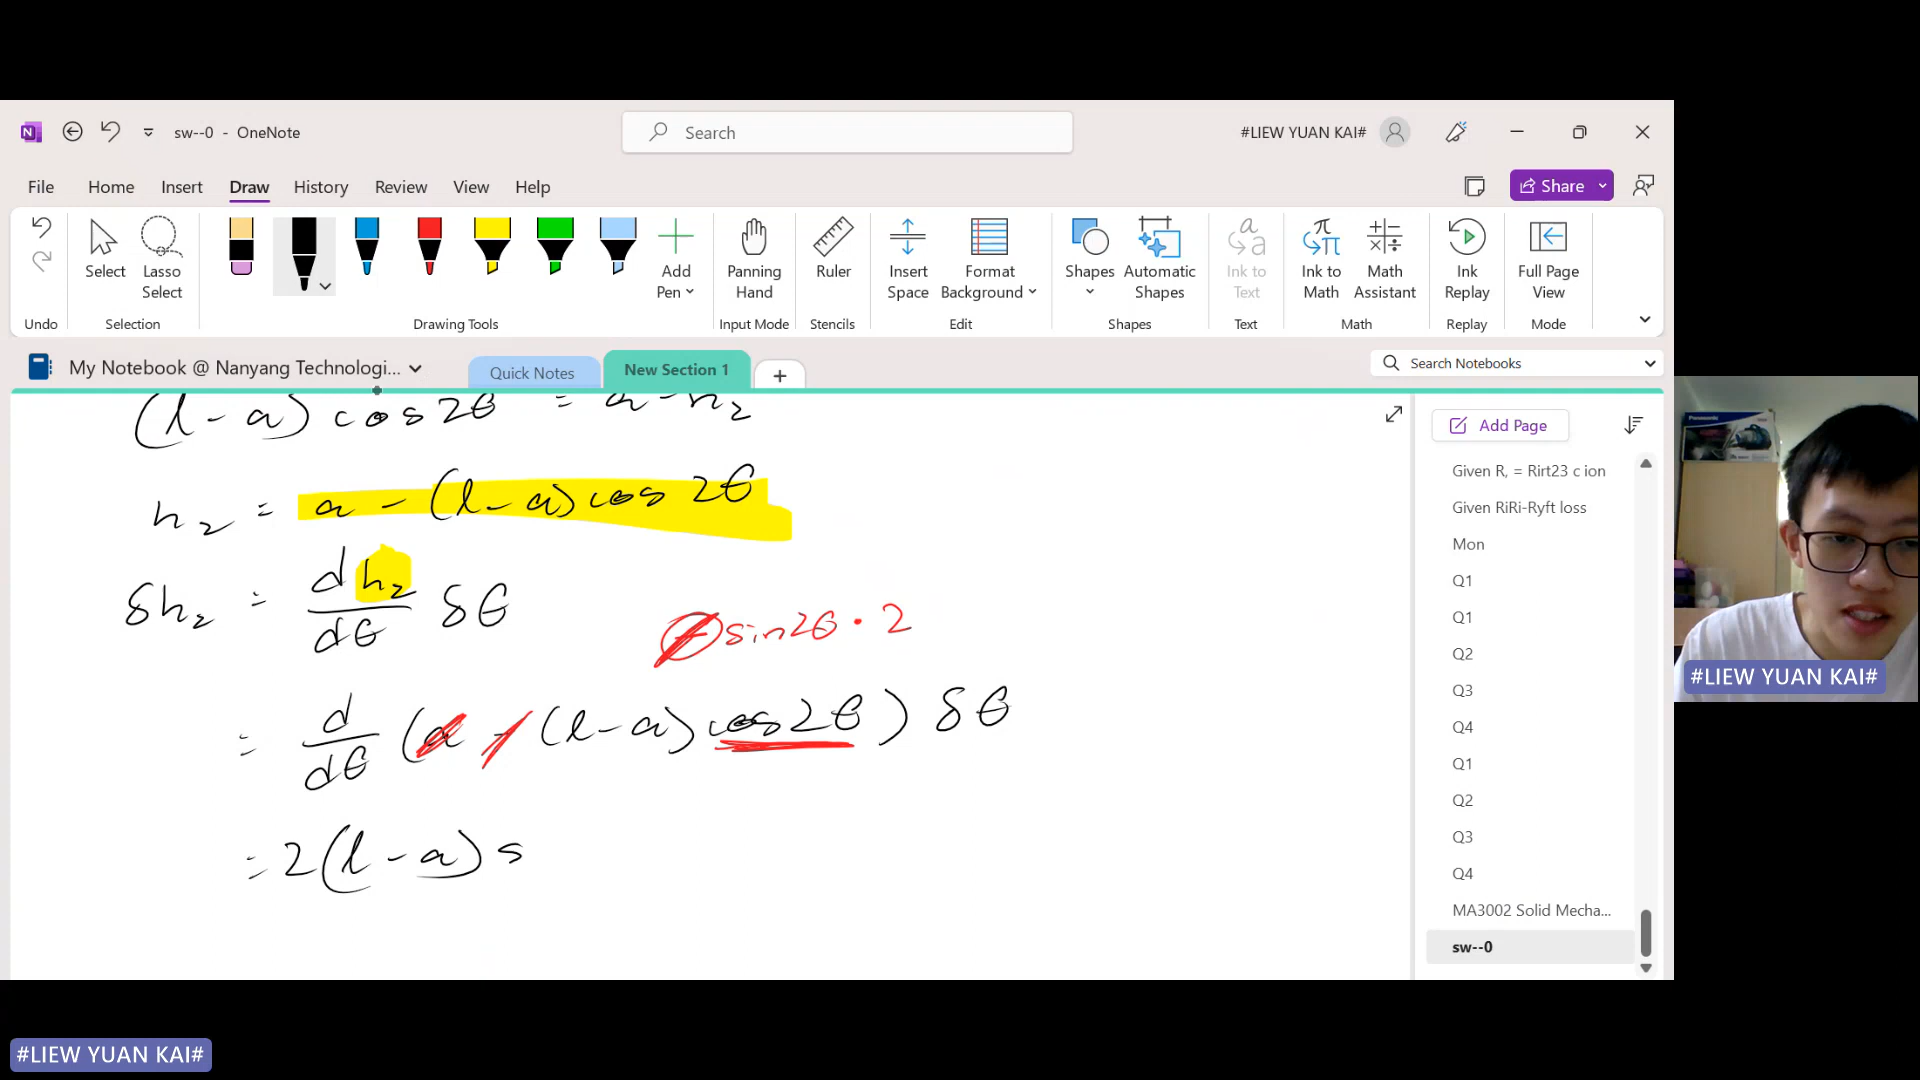 sw--0 - OneNote
Search
#LIEW YUAN KAI#
File Home Insert Draw History Review View Help
Share
Select
Lasso Select
Add Pen
Panning Hand
Ruler
Insert Space
Format Background
Shapes
Automatic Shapes
Ink to Text
Ink to Math
Math Assistant
Ink Replay
Full Page View
Undo
Selection
Drawing Tools
Input Mode
Stencils
Edit
Shapes
Text
Math
Replay
Mode
My Notebook @ Nanyang Technologi...
Quick Notes
New Section 1
Search Notebooks
(l - a) cos 2θ = a - h₂
h₂ = a - (l - a) cos 2θ
δh₂ = dh₂/dθ δθ
- sin2θ · 2
= d/dθ (a - (l - a) cos 2θ) δθ
= 2(l - a) s
Add Page
Given R, = Rirt23 c ion
Given RiRi-Ryft loss
Mon
Q1
Q1
Q2
Q3
Q4
Q1
Q2
Q3
Q4
MA3002 Solid Mecha...
sw--0
Panasonic
#LIEW YUAN KAI#
#LIEW YUAN KAI#